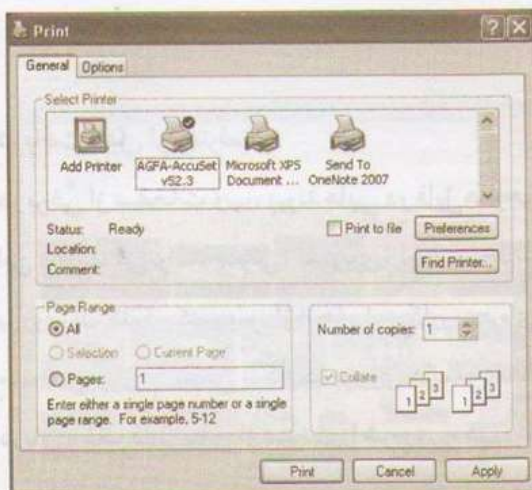 Print
General Options
Select Printer
Add Printer
AGFA-AccuSet
v52.3
Microsoft XPS
Document ...
Send To
OneNote 2007
Status: Ready
Location:
Comment:
Print to file
Preferences
Find Printer...
Page Range
All
Selection Current Page
Pages: 1
Enter either a single page number or a single
page range. For example, 5-12
Number of copies: 1
Collate
1 2 3 1 2 3
Print Cancel Apply